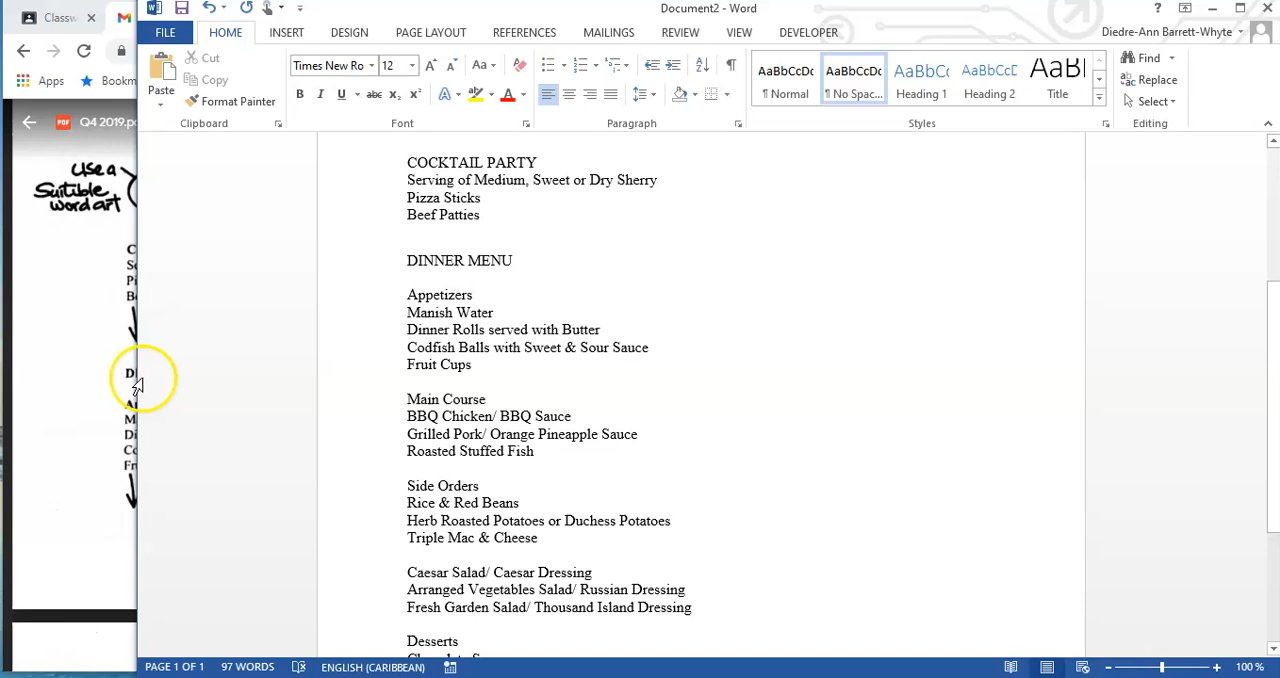 Classw
Document2 - Word
FILE
HOME
INSERT
DESIGN
PAGE LAYOUT
REFERENCES
MAILINGS
REVIEW
VIEW
DEVELOPER
Diedre-Ann Barrett-Whyte
Apps
Bookm
Cut
Copy
Format Painter
Paste
Clipboard
Times New Ro
12
Font
Paragraph
AaBbCcDc
¶ Normal
AaBbCcDc
¶ No Spac...
AaBbCc
Heading 1
AaBbCcD
Heading 2
AaB
Title
Styles
Find
Replace
Select
Editing
PDF
Q4 2019.p
use a
Suitible
word art
COCKTAIL PARTY
Serving of Medium, Sweet or Dry Sherry
Pizza Sticks
Beef Patties
DINNER MENU
Appetizers
Manish Water
Dinner Rolls served with Butter
Codfish Balls with Sweet & Sour Sauce
Fruit Cups
Main Course
BBQ Chicken/ BBQ Sauce
Grilled Pork/ Orange Pineapple Sauce
Roasted Stuffed Fish
Side Orders
Rice & Red Beans
Herb Roasted Potatoes or Duchess Potatoes
Triple Mac & Cheese
Caesar Salad/ Caesar Dressing
Arranged Vegetables Salad/ Russian Dressing
Fresh Garden Salad/ Thousand Island Dressing
Desserts
PAGE 1 OF 1
97 WORDS
ENGLISH (CARIBBEAN)
100 %